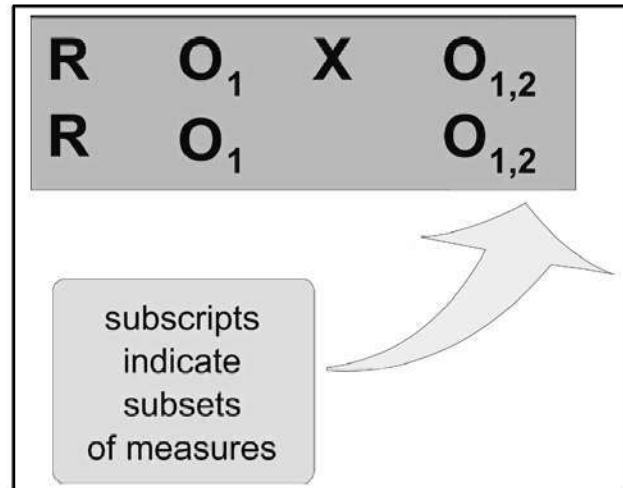 R O₁ X O₁,₂
R O₁ O₁,₂
subscripts
indicate
subsets
of measures